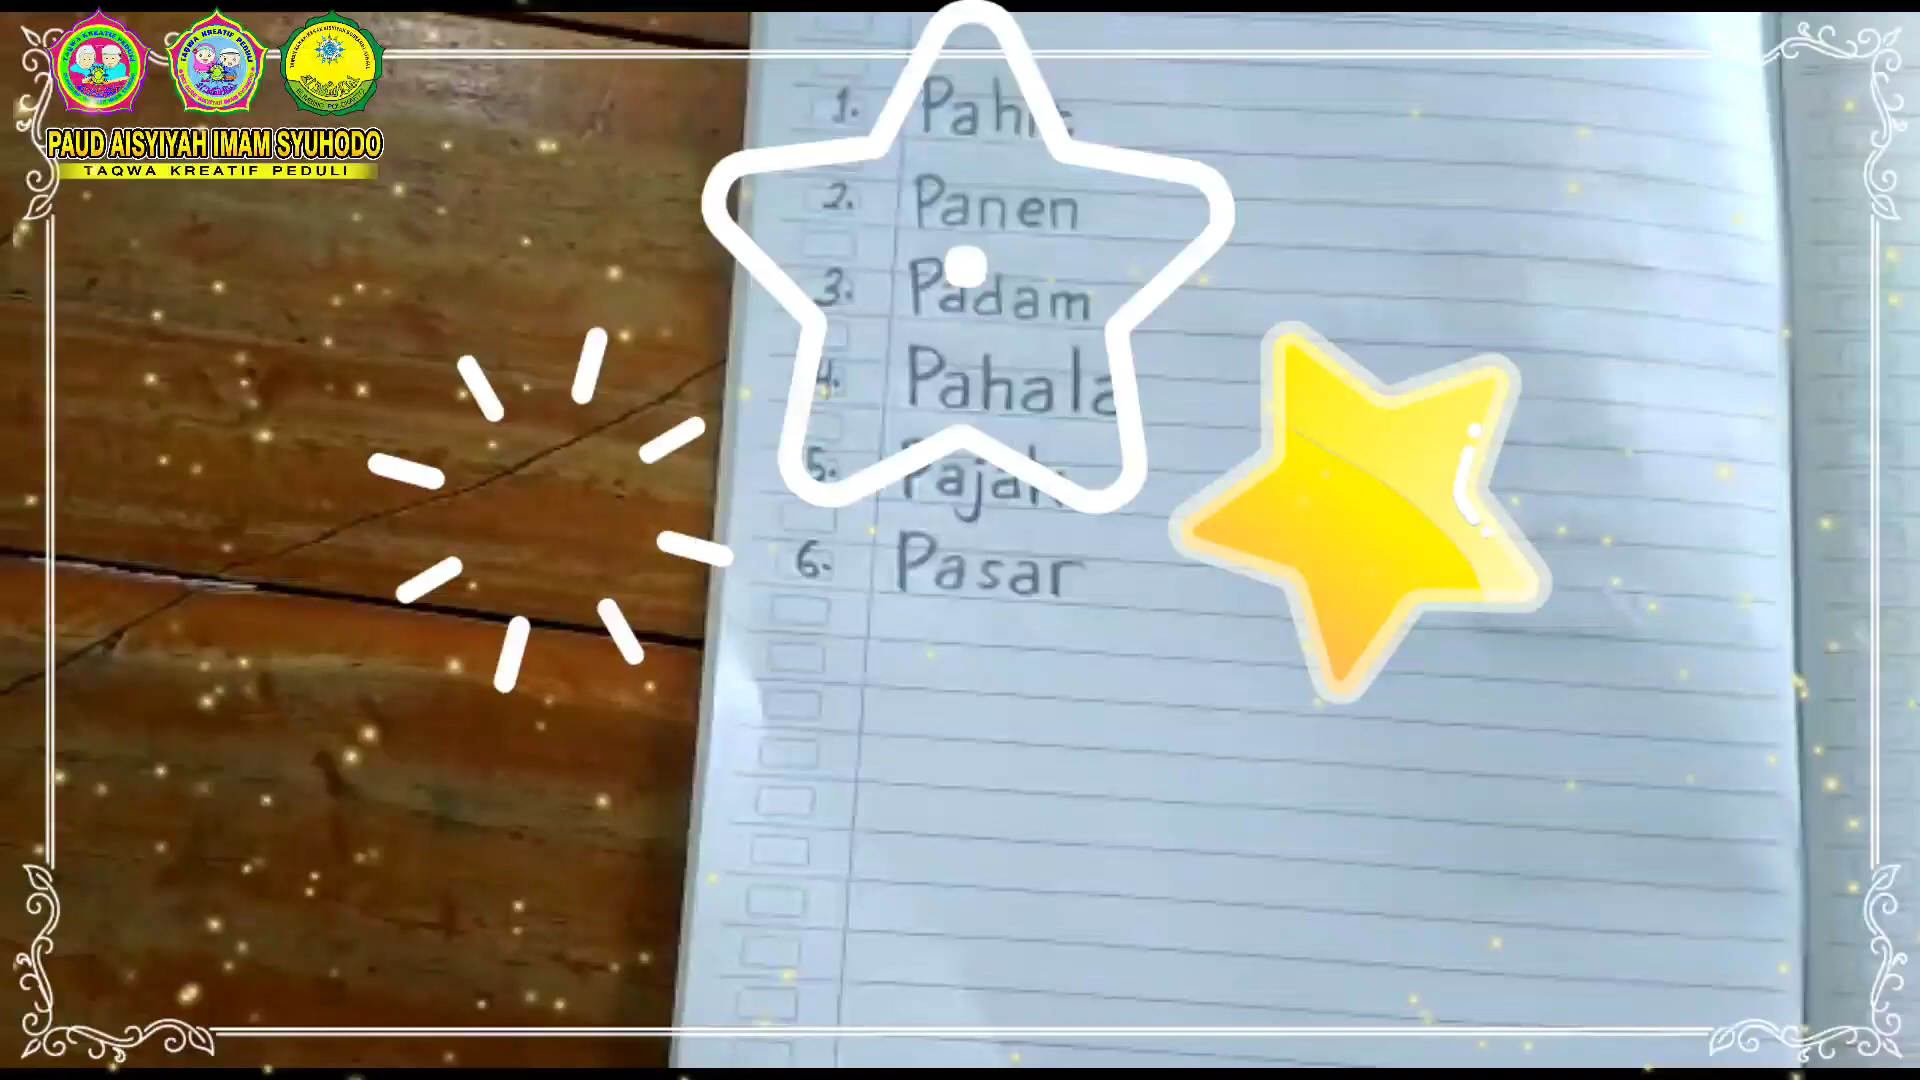 PAUD AISYIYAH IMAM SYUHODO
TAQWA KREATIF PEDULI
1.
2. Panen
3. Padam
4. Pahala
5.
6. Pasar